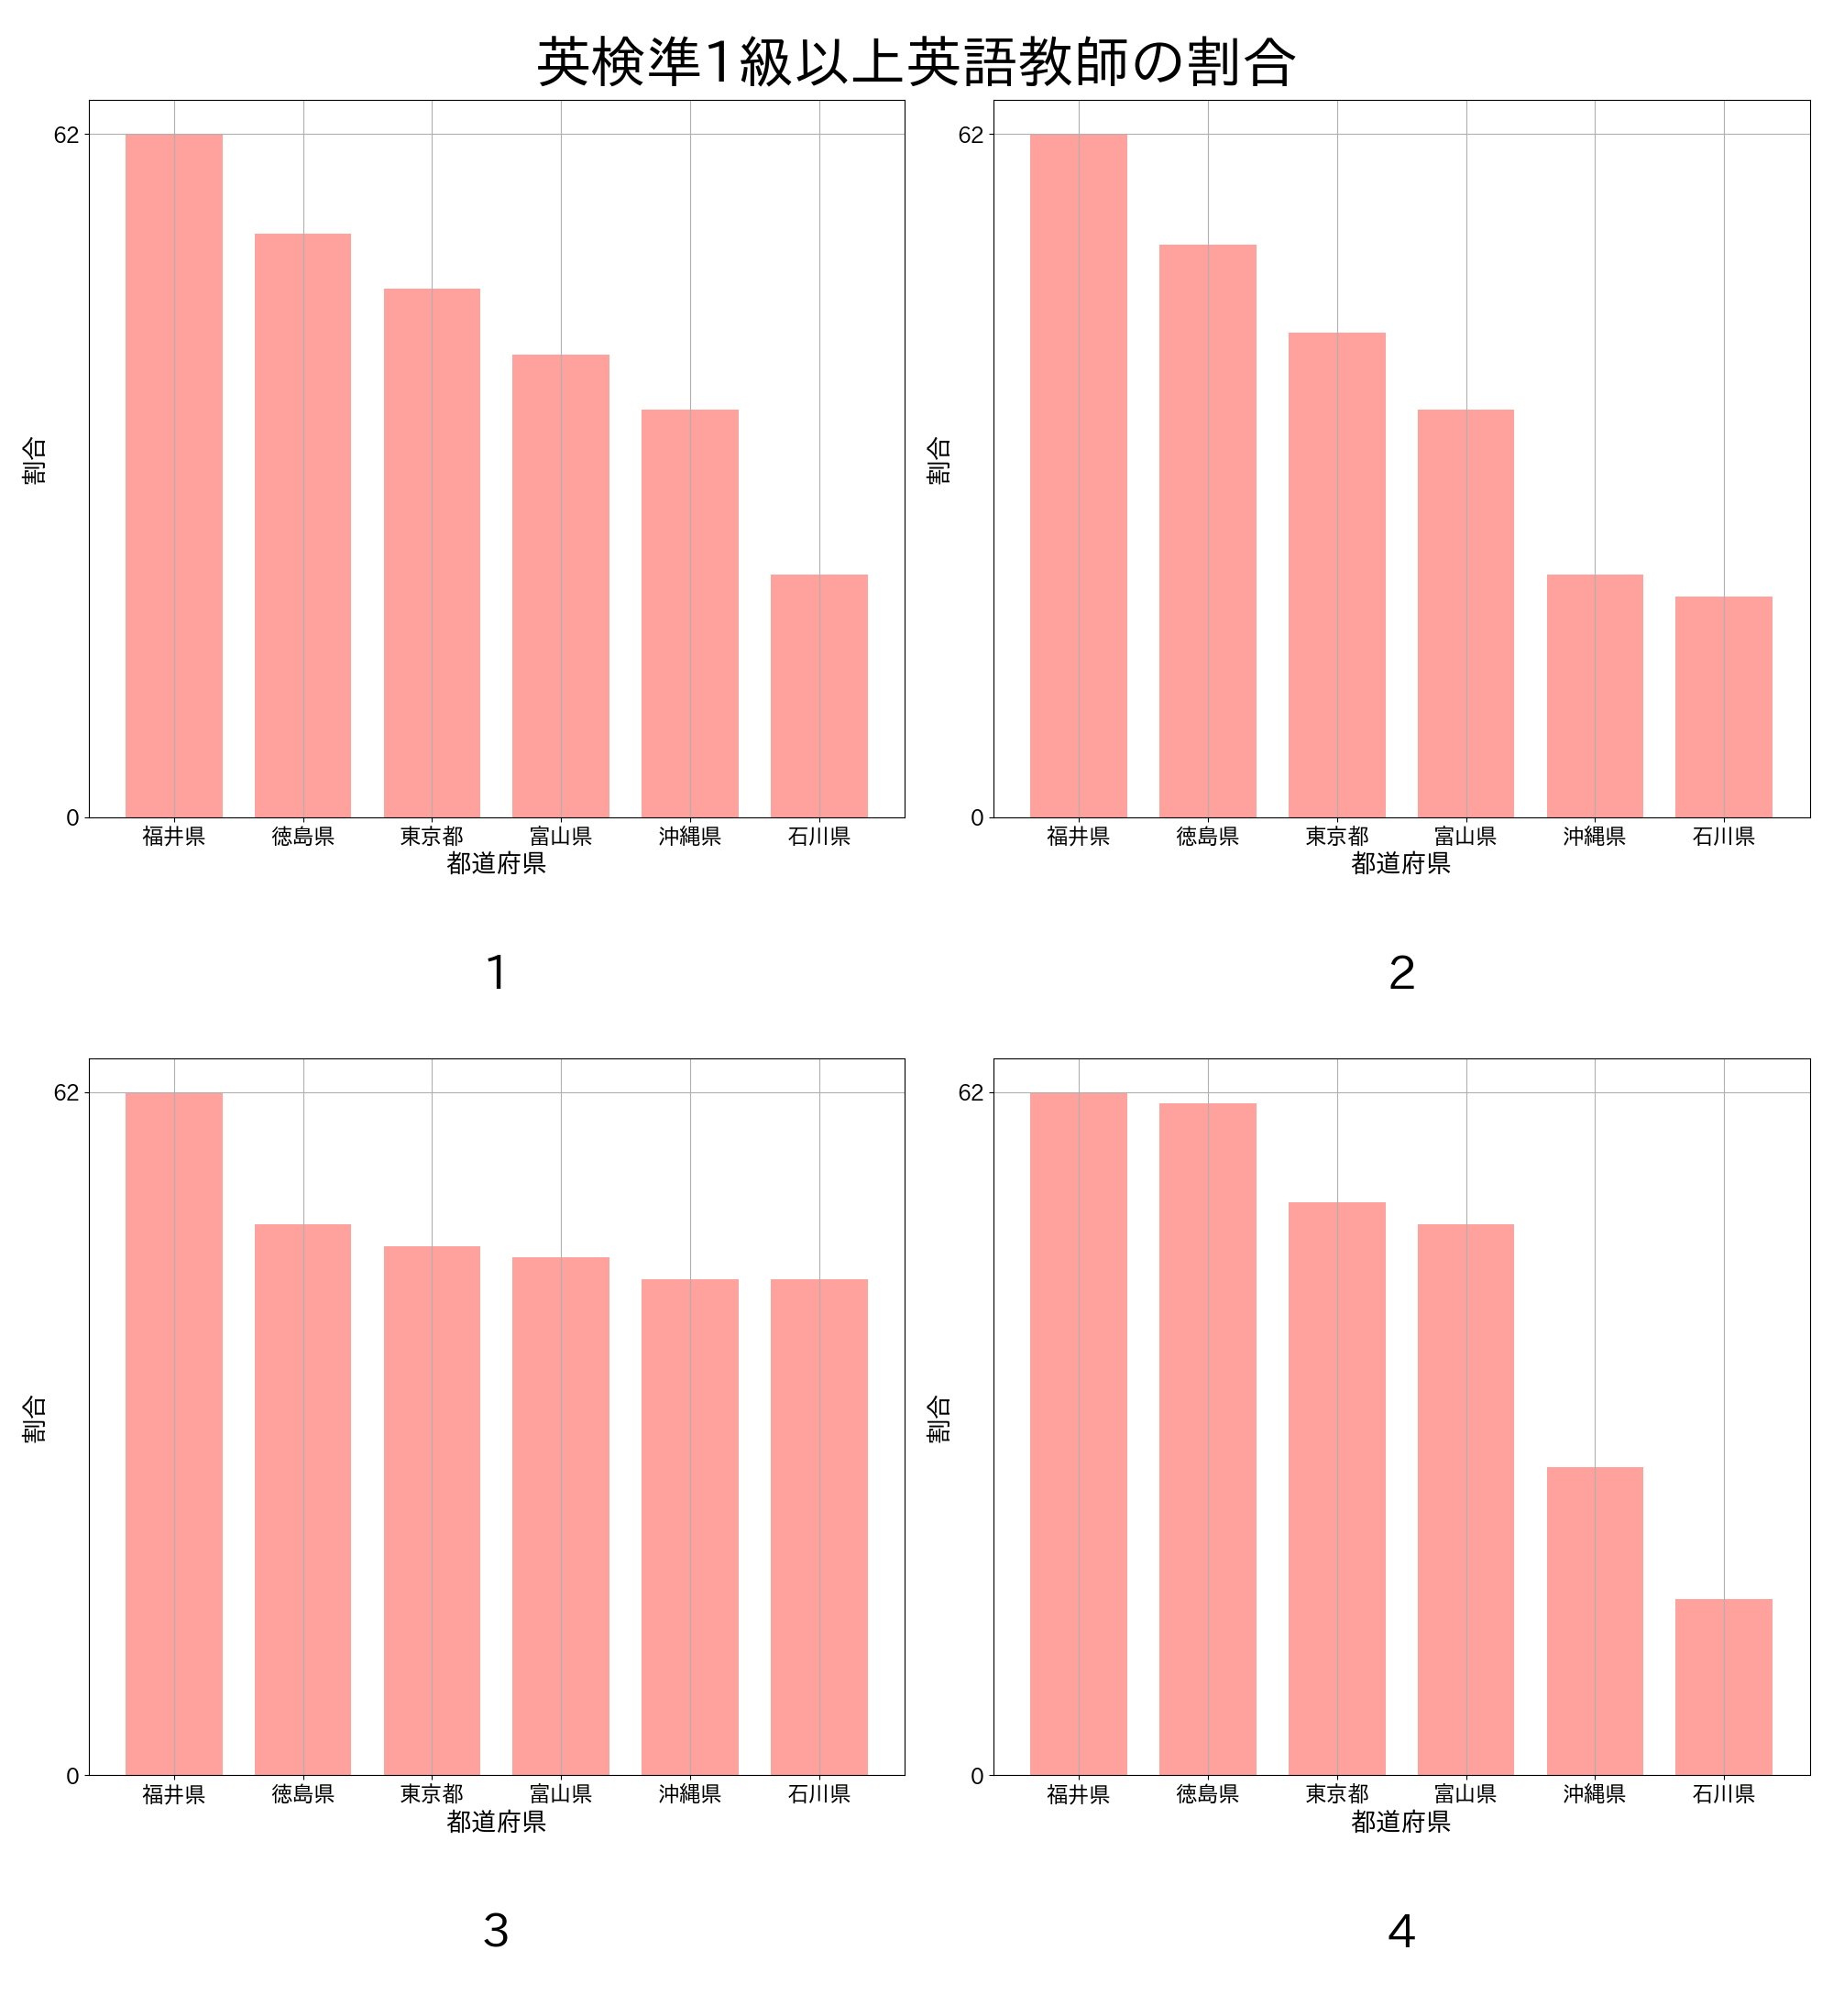 英検準1級以上英語教師の割合
62
0
割合
福井県 徳島県 東京都 富山県 沖縄県 石川県
都道府県
1
62
0
割合
福井県 徳島県 東京都 富山県 沖縄県 石川県
都道府県
2
62
0
割合
福井県 徳島県 東京都 富山県 沖縄県 石川県
都道府県
3
62
0
割合
福井県 徳島県 東京都 富山県 沖縄県 石川県
都道府県
4